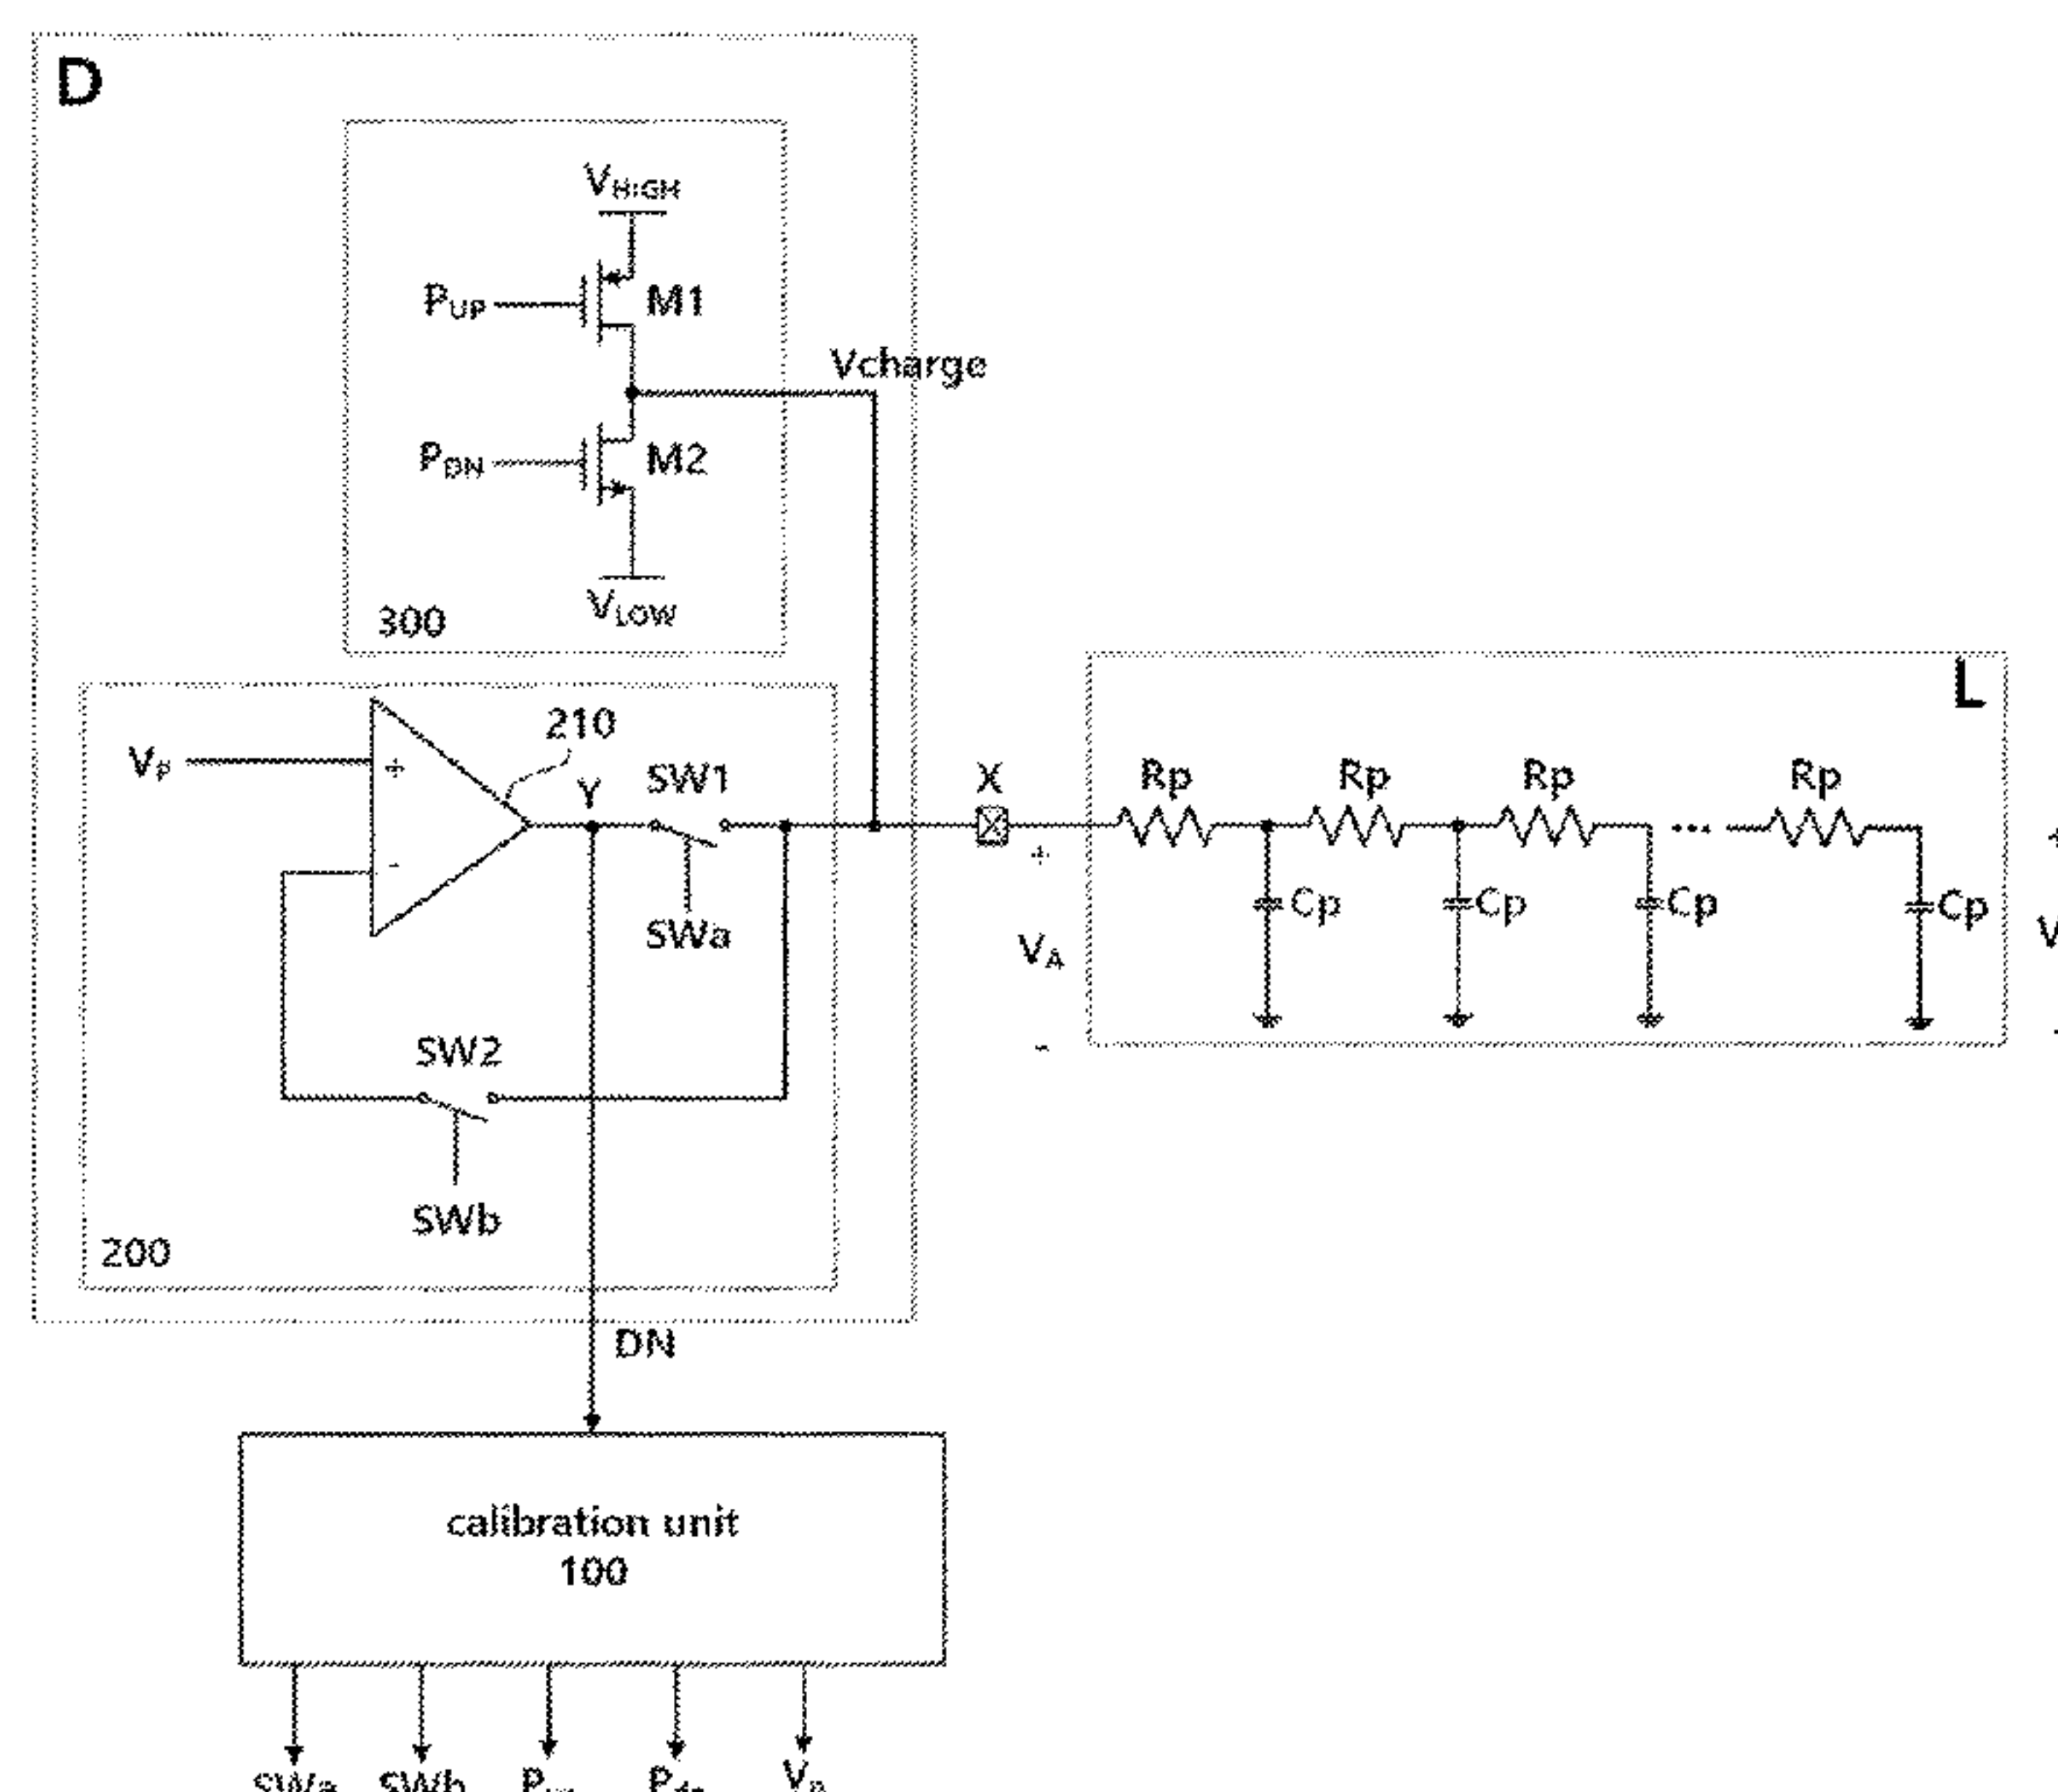 D
VHIGH
PUP
M1
Vcharge
PDN
M2
VLOW
300
L
VP
+
-
210
Y
SW1
SWa
X
Rp
Rp
Rp
...
Rp
Cp
Cp
Cp
Cp
+
VA
-
+
V
-
SW2
SWb
200
DN
calibration unit
100
SWa
SWb